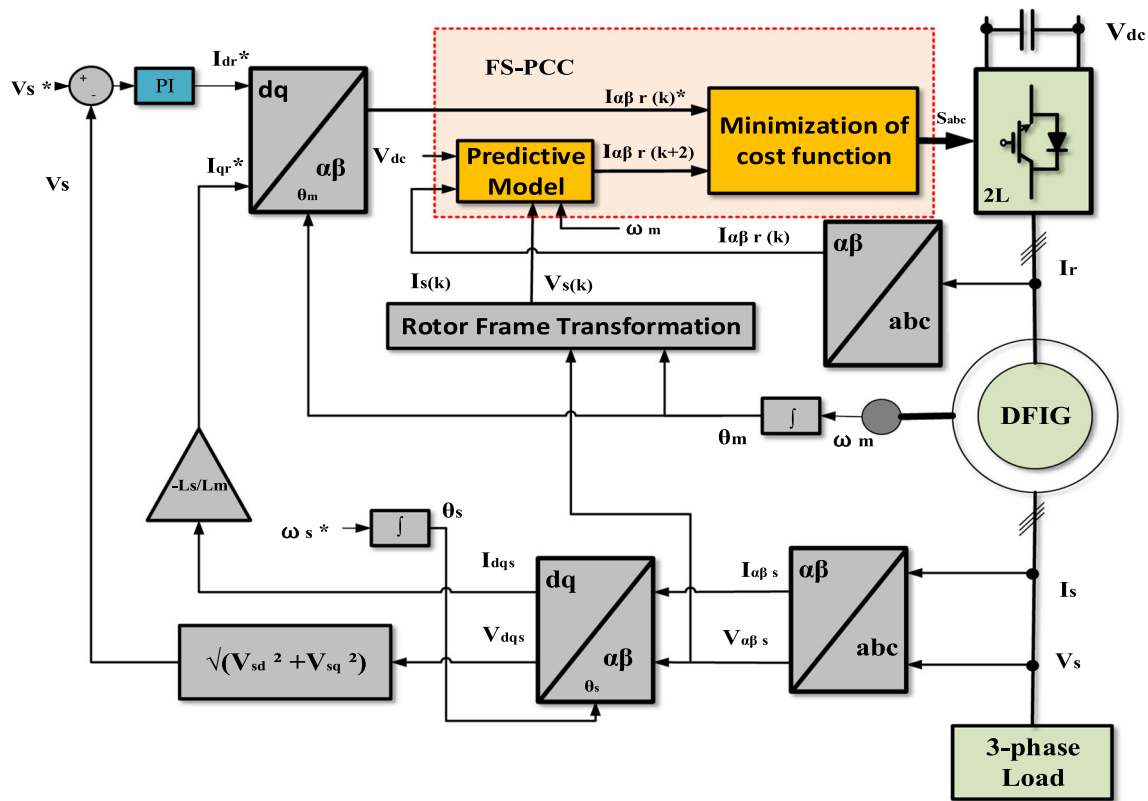 Vdc
FS-PCC
Idr*
Vs *
+
-
PI
dq
αβ
θm
Iαβ r (k)*
Minimization of
cost function
Sabc
2L
Iqr*
Vs
Vdc
Predictive
Model
Iαβ r (k+2)
ω m
Iαβ r (k)
αβ
abc
Ir
Is(k)
Vs(k)
Rotor Frame Transformation
DFIG
∫
θm
ω m
-Ls/Lm
ω s *
∫
θs
Idqs
dq
αβ
θs
Iαβ s
αβ
abc
Is
Vdqs
Vαβ s
Vs
√(Vsd ² +Vsq ²)
3-phase
Load